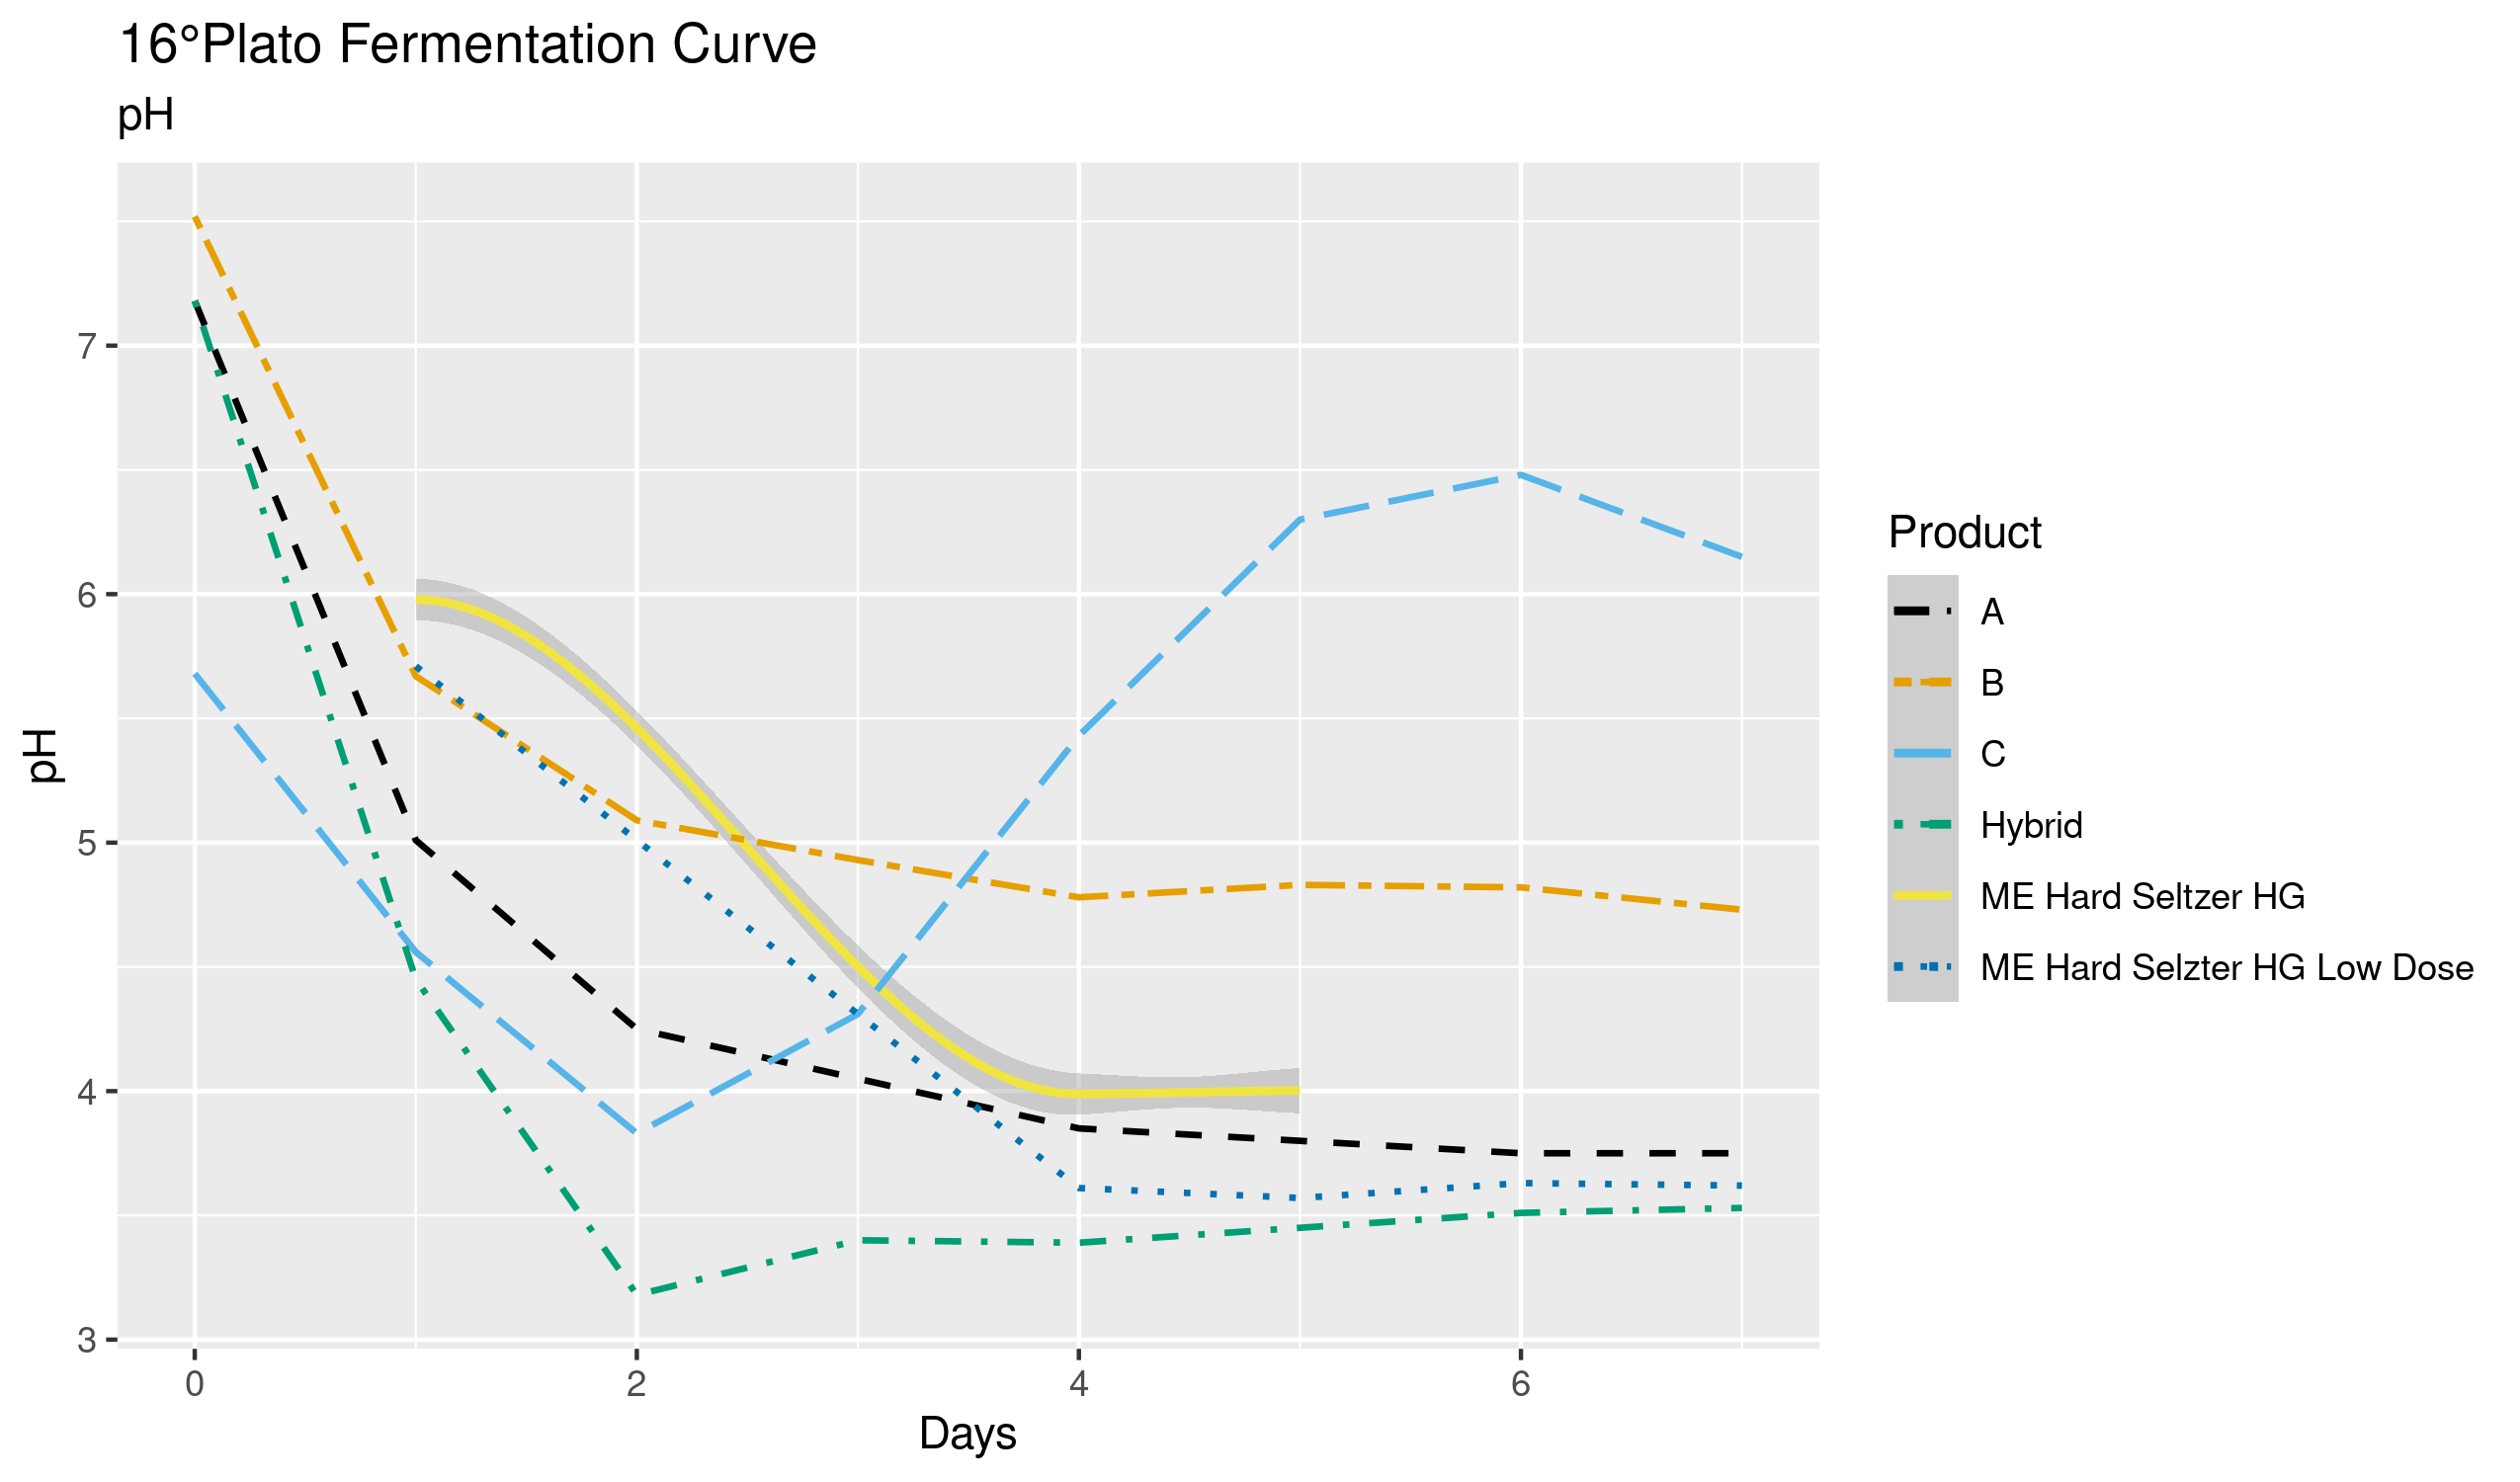 16°Plato Fermentation Curve
pH
pH
7
6
5
4
3
0 2 4 6
Days
Product
A
B
C
Hybrid
ME Hard Seltzer HG
ME Hard Selzter HG Low Dose